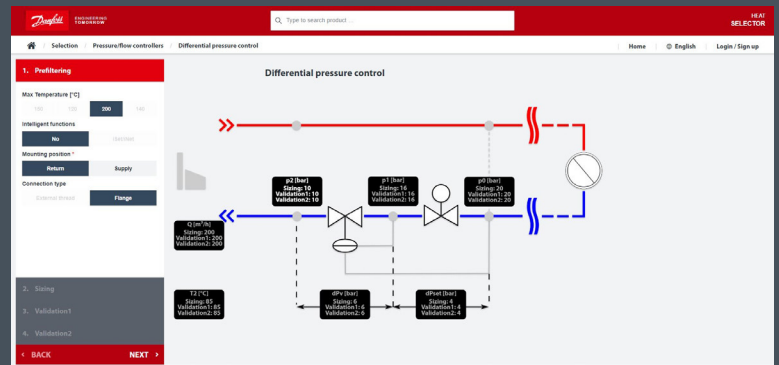 Danfoss
ENGINEERING
TOMORROW
Type to search product ...
HEAT
SELECTOR
/ Selection / Pressure/flow controllers / Differential pressure control
Home
English
Login / Sign up
1. Prefiltering
Max Temperature [°C]
200
140
Intelligent functions
No
Mounting position *
Return
Supply
Connection type
External thread
Flange
2. Sizing
3. Validation1
4. Validation2
< BACK
NEXT >
Differential pressure control
p2 [bar]
Sizing: 10
Validation1: 10
Validation2: 10
p1 [bar]
Sizing: 16
Validation1: 16
Validation2: 16
p0 [bar]
Sizing: 20
Validation1: 20
Validation2: 20
Q [m³/h]
Sizing: 200
Validation1: 200
Validation2: 200
T2 [°C]
Sizing: 85
Validation1: 85
Validation2: 85
dPv [bar]
Sizing: 6
Validation1: 6
Validation2: 6
dPset [bar]
Sizing: 4
Validation1: 4
Validation2: 4